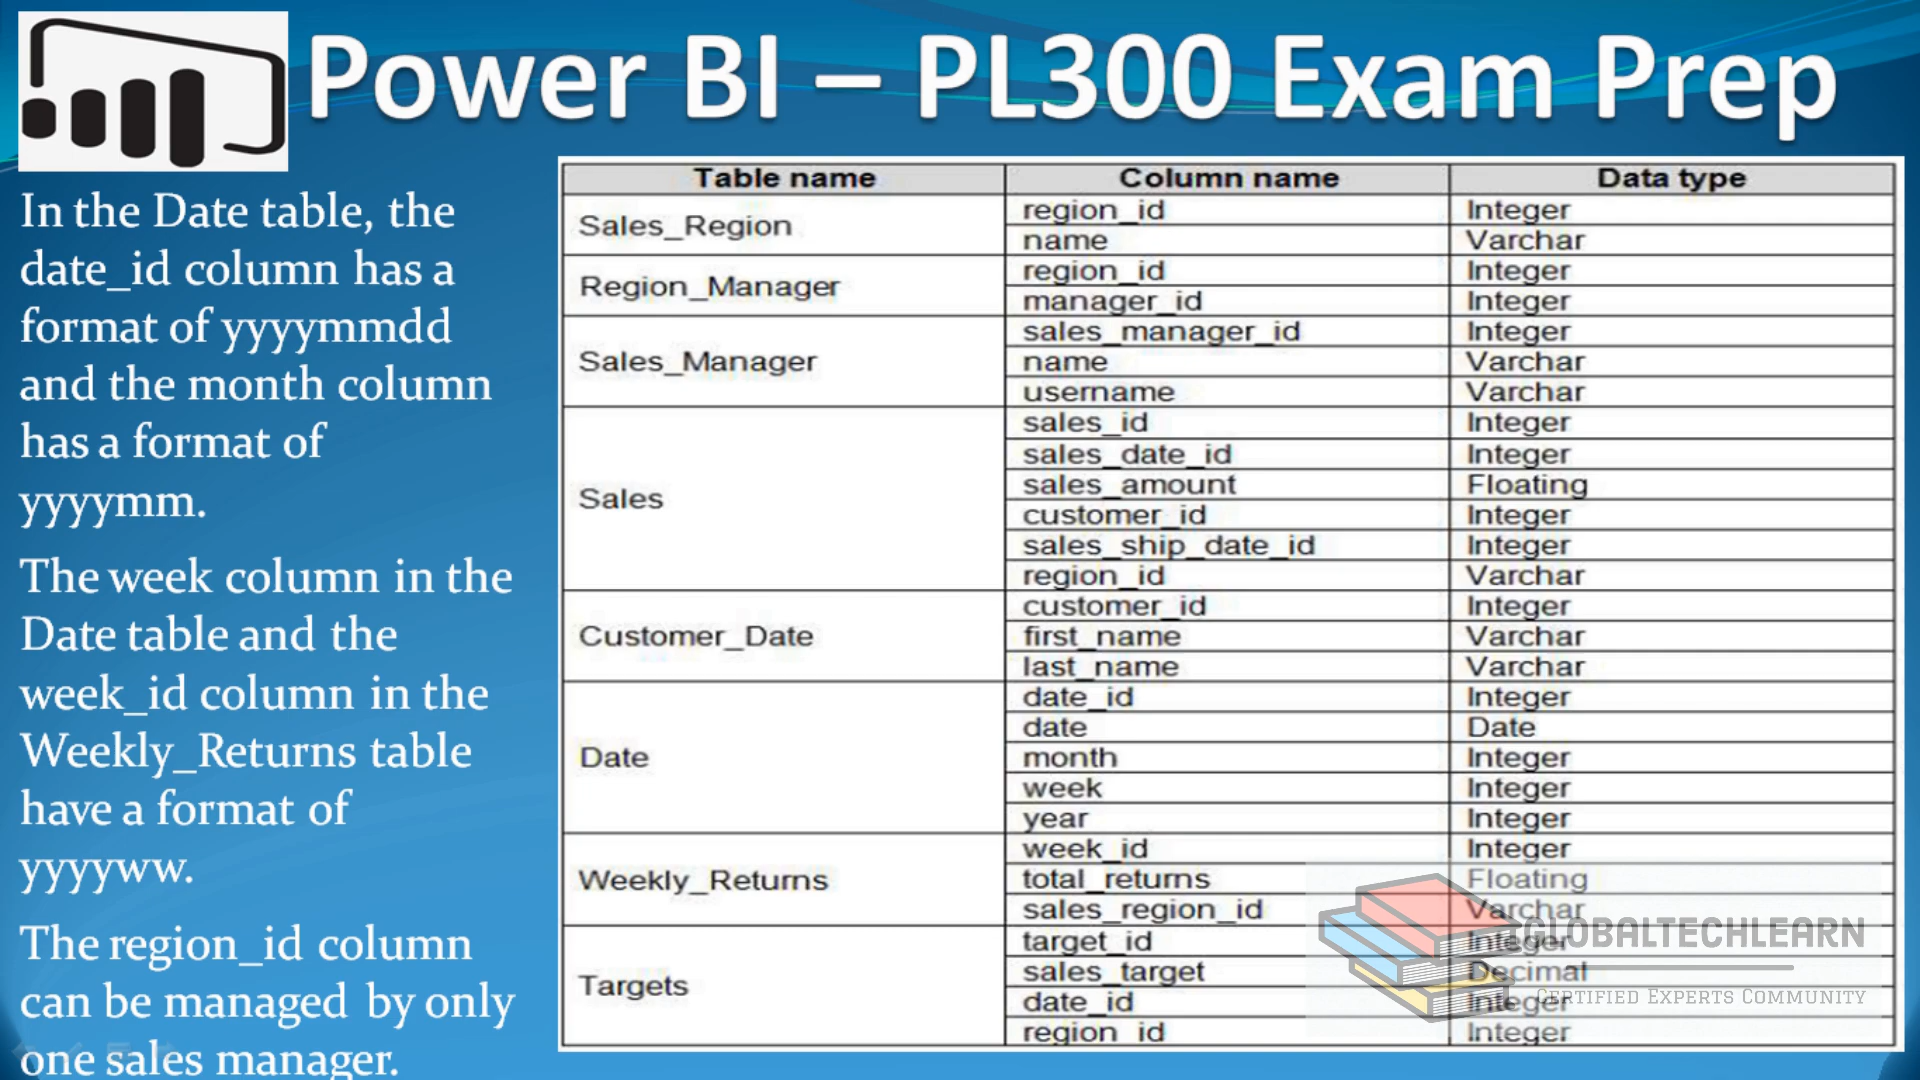 Power BI – PL300 Exam Prep
In the Date table, the
date_id column has a
format of yyyymmdd
and the month column
has a format of
yyyymm.
The week column in the
Date table and the
week_id column in the
Weekly_Returns table
have a format of
yyyyww.
The region_id column
can be managed by only
one sales manager.
Table name Column name Data type
Sales_Region
region_id Integer
name Varchar
Region_Manager
region_id Integer
manager_id Integer
Sales_Manager
sales_manager_id Integer
name Varchar
username Varchar
Sales
sales_id Integer
sales_date_id Integer
sales_amount Floating
customer_id Integer
sales_ship_date_id Integer
region_id Varchar
Customer_Date
customer_id Integer
first_name Varchar
last_name Varchar
Date
date_id Integer
date Date
month Integer
week Integer
year Integer
Weekly_Returns
week_id Integer
total_returns Floating
sales_region_id Varchar
Targets
target_id Integer
sales_target Decimal
date_id Integer
region_id Integer
GLOBALTECHLEARN
CERTIFIED EXPERTS COMMUNITY